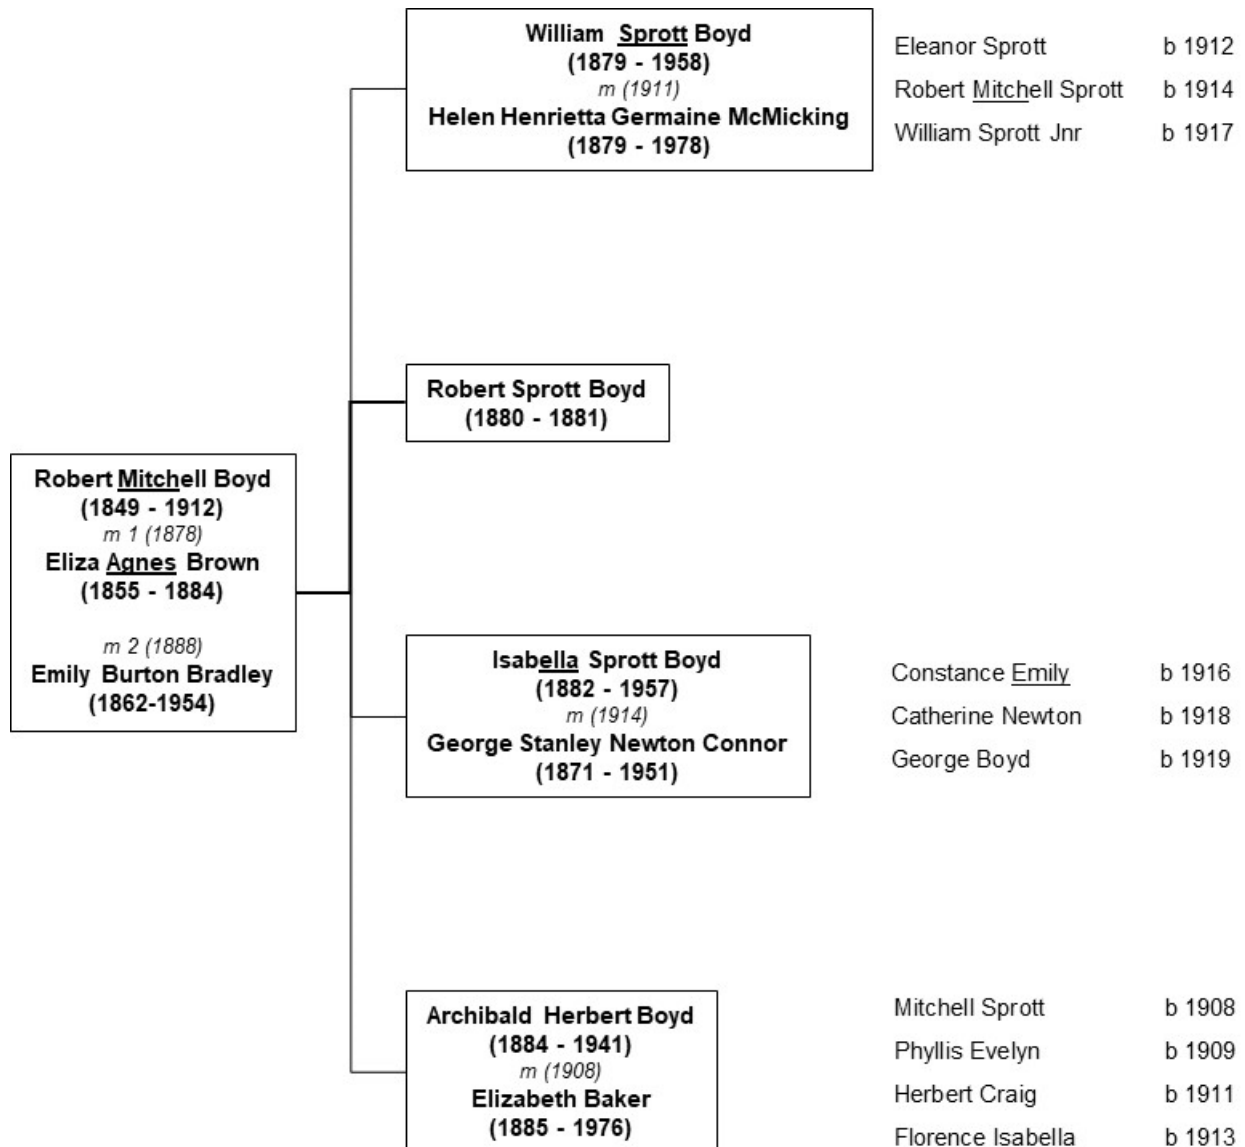 William Sprott Boyd
(1879 - 1958)
m (1911)
Helen Henrietta Germaine McMicking
(1879 - 1978)
Eleanor Sprott b 1912
Robert Mitchell Sprott b 1914
William Sprott Jnr b 1917
Robert Sprott Boyd
(1880 - 1881)
Robert Mitchell Boyd
(1849 - 1912)
m 1 (1878)
Eliza Agnes Brown
(1855 - 1884)
m 2 (1888)
Emily Burton Bradley
(1862-1954)
Isabella Sprott Boyd
(1882 - 1957)
m (1914)
George Stanley Newton Connor
(1871 - 1951)
Constance Emily b 1916
Catherine Newton b 1918
George Boyd b 1919
Archibald Herbert Boyd
(1884 - 1941)
m (1908)
Elizabeth Baker
(1885 - 1976)
Mitchell Sprott b 1908
Phyllis Evelyn b 1909
Herbert Craig b 1911
Florence Isabella b 1913